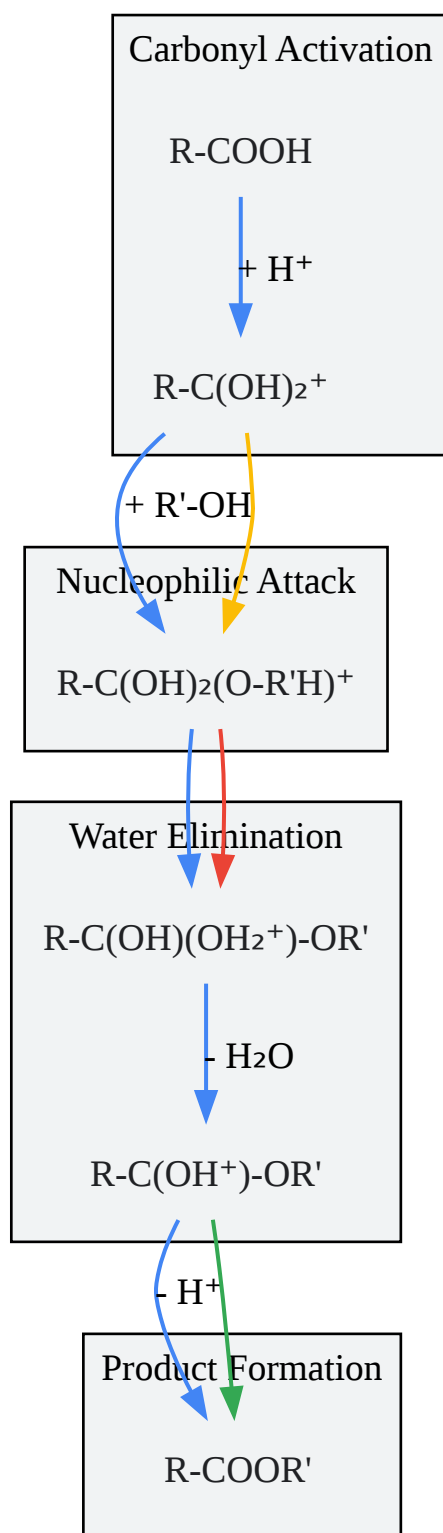 Carbonyl Activation
R-COOH
+ H⁺
R-C(OH)₂⁺
+ R'-OH
Nucleophilic Attack
R-C(OH)₂(O-R'H)⁺
Water Elimination
R-C(OH)(OH₂⁺)-OR'
- H₂O
R-C(OH⁺)-OR'
- H⁺
Product Formation
R-COOR'